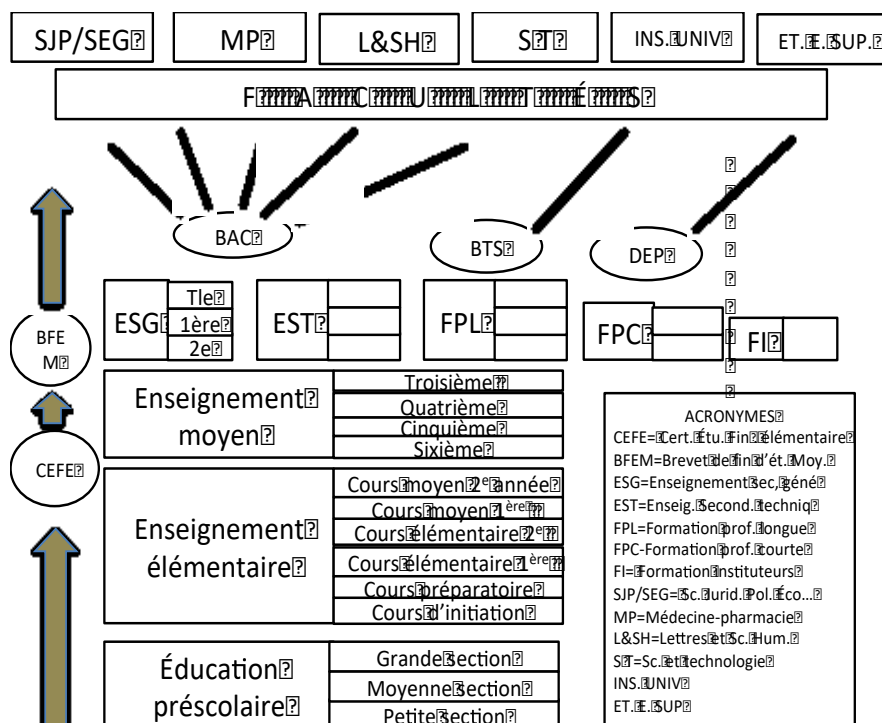 SJP/SEG
MP
L&SH
S T
INS. UNIV
ET. E. SUP.
F A C U L T É S
BAC
BTS
DEP
ESG
Tle
1ère
2e
EST
FPL
FPC
FI
BFE
M
CEFE
Enseignement
moyen
Troisième
Quatrième
Cinquième
Sixième
Enseignement
élémentaire
Cours moyen 2e année
Cours moyen 1ère
Cours élémentaire 2e
Cours élémentaire 1ère
Cours préparatoire
Cours d'initiation
Éducation
préscolaire
Grande section
Moyenne section
Petite section
ACRONYMES
CEFE= Cert. Étu. Fin élémentaire
BFEM=Brevet de fin d'ét. Moy.
ESG=Enseignement sec, géné
EST=Enseig. Second. techniq
FPL=Formation prof. longue
FPC-Formation prof. courte
FI= Formation Instituteurs
SJP/SEG= Sc. Jurid. Pol. Éco...
MP=Médecine-pharmacie
L&SH=Lettres et Sc. Hum.
S T=Sc. et technologie
INS. UNIV
ET. E. SUP